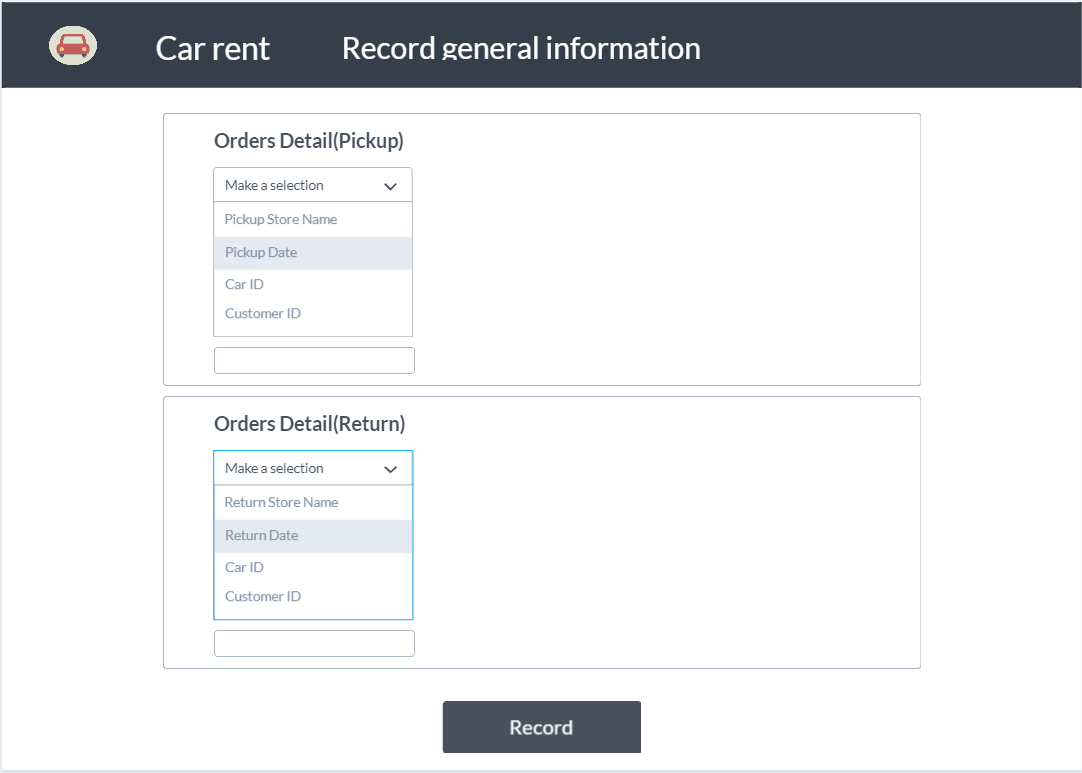 Car rent
Record general information
Orders Detail(Pickup)
Make a selection
Pickup Store Name
Pickup Date
Car ID
Customer ID
Orders Detail(Return)
Make a selection
Return Store Name
Return Date
Car ID
Customer ID
Record